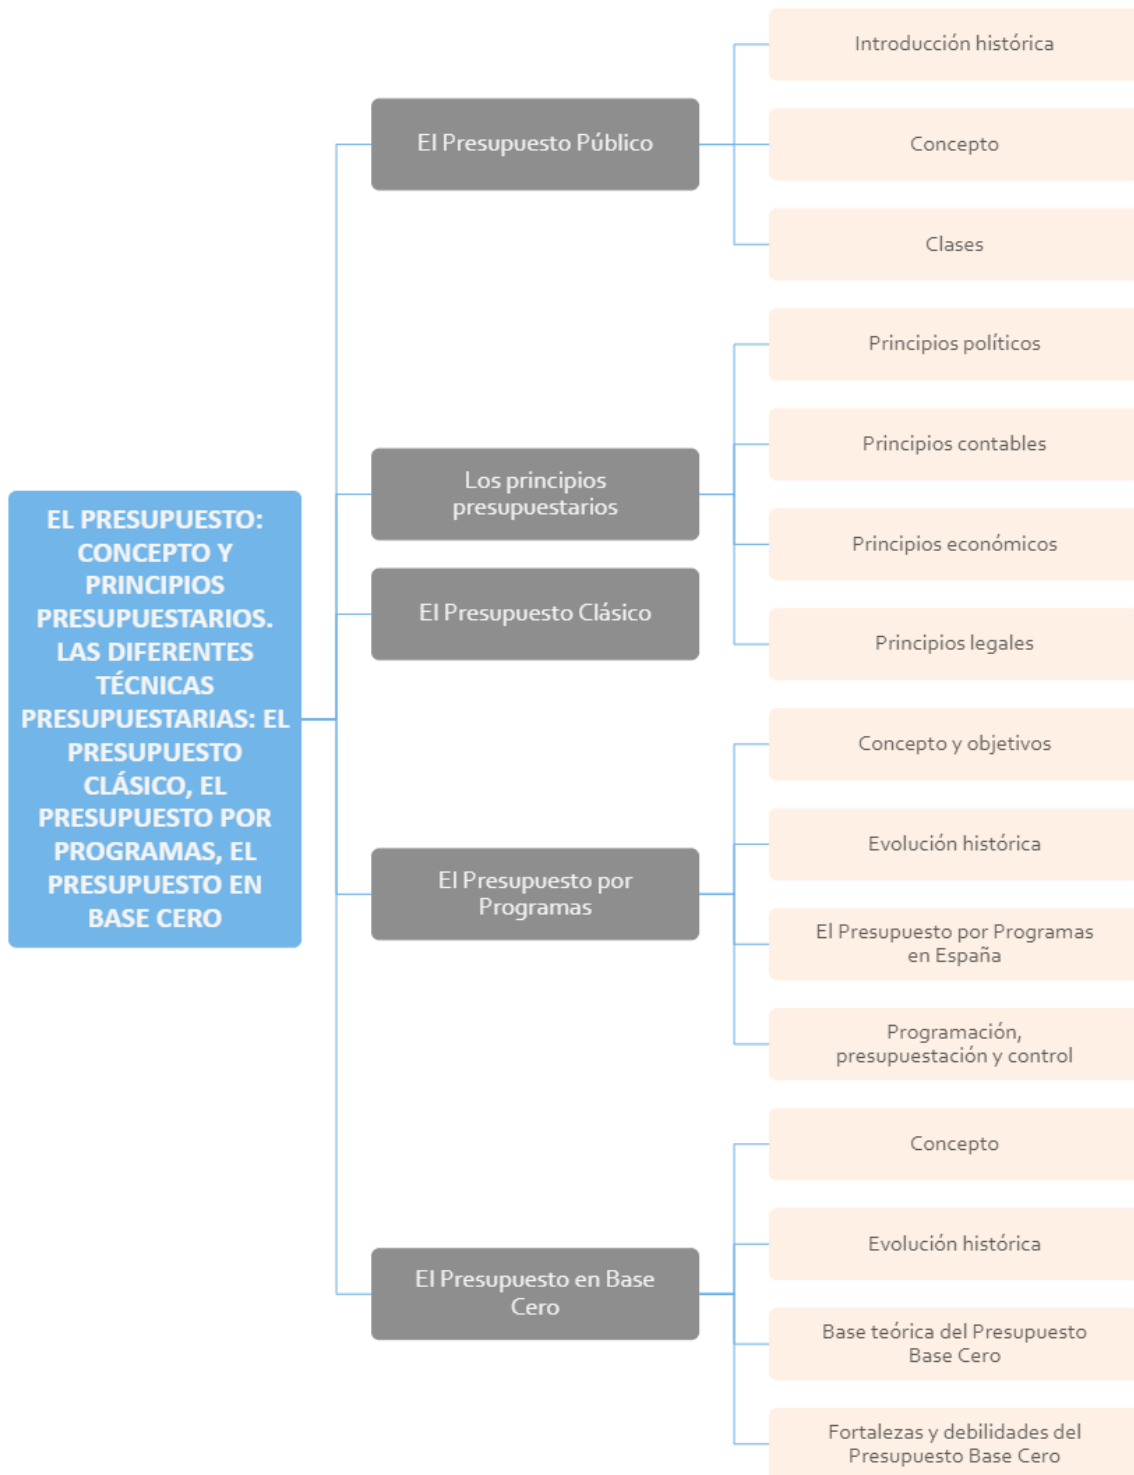 EL PRESUPUESTO:
CONCEPTO Y
PRINCIPIOS
PRESUPUESTARIOS.
LAS DIFERENTES
TÉCNICAS
PRESUPUESTARIAS: EL
PRESUPUESTO
CLÁSICO, EL
PRESUPUESTO POR
PROGRAMAS, EL
PRESUPUESTO EN
BASE CERO
El Presupuesto Público
Introducción histórica
Concepto
Clases
Los principios
presupuestarios
Principios políticos
Principios contables
Principios económicos
Principios legales
El Presupuesto Clásico
El Presupuesto por
Programas
Concepto y objetivos
Evolución histórica
El Presupuesto por Programas
en España
Programación,
presupuestación y control
El Presupuesto en Base
Cero
Concepto
Evolución histórica
Base teórica del Presupuesto
Base Cero
Fortalezas y debilidades del
Presupuesto Base Cero